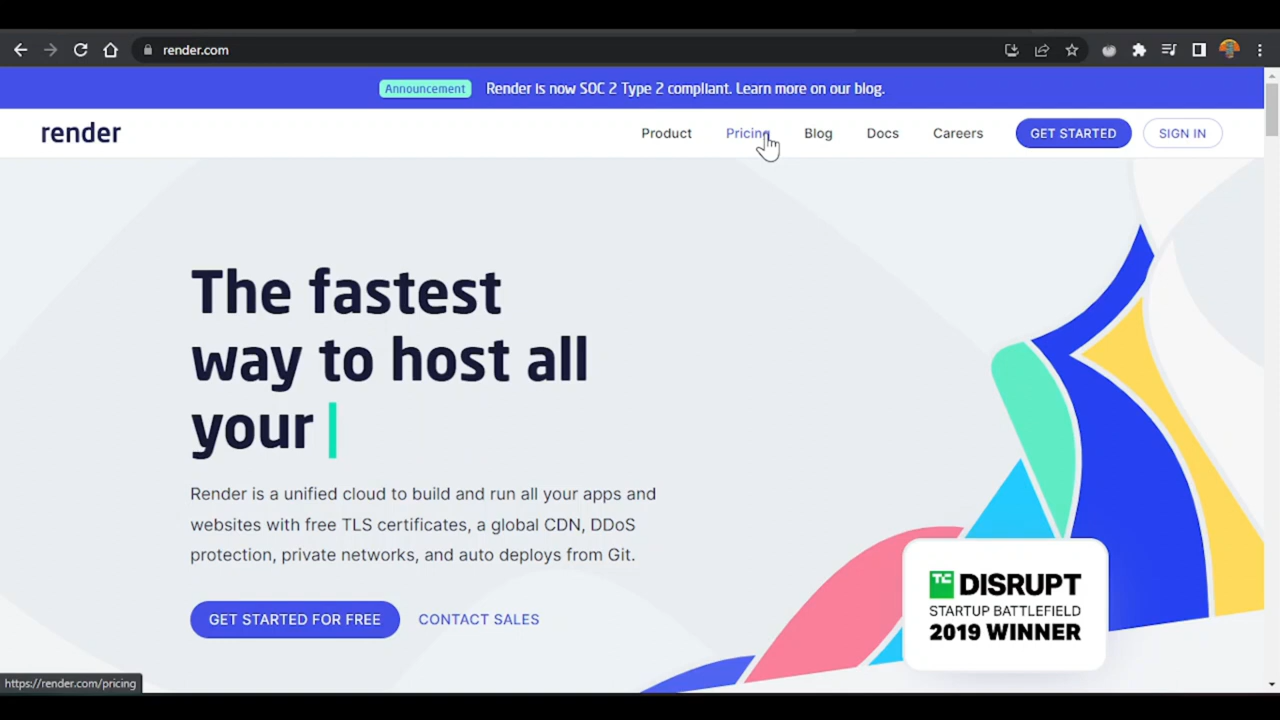 render.com
Announcement Render is now SOC 2 Type 2 compliant. Learn more on our blog.
render Product Pricing Blog Docs Careers GET STARTED SIGN IN
The fastest
way to host all
your
Render is a unified cloud to build and run all your apps and
websites with free TLS certificates, a global CDN, DDoS
protection, private networks, and auto deploys from Git.
GET STARTED FOR FREE CONTACT SALES
TC DISRUPT
STARTUP BATTLEFIELD
2019 WINNER
https://render.com/pricing